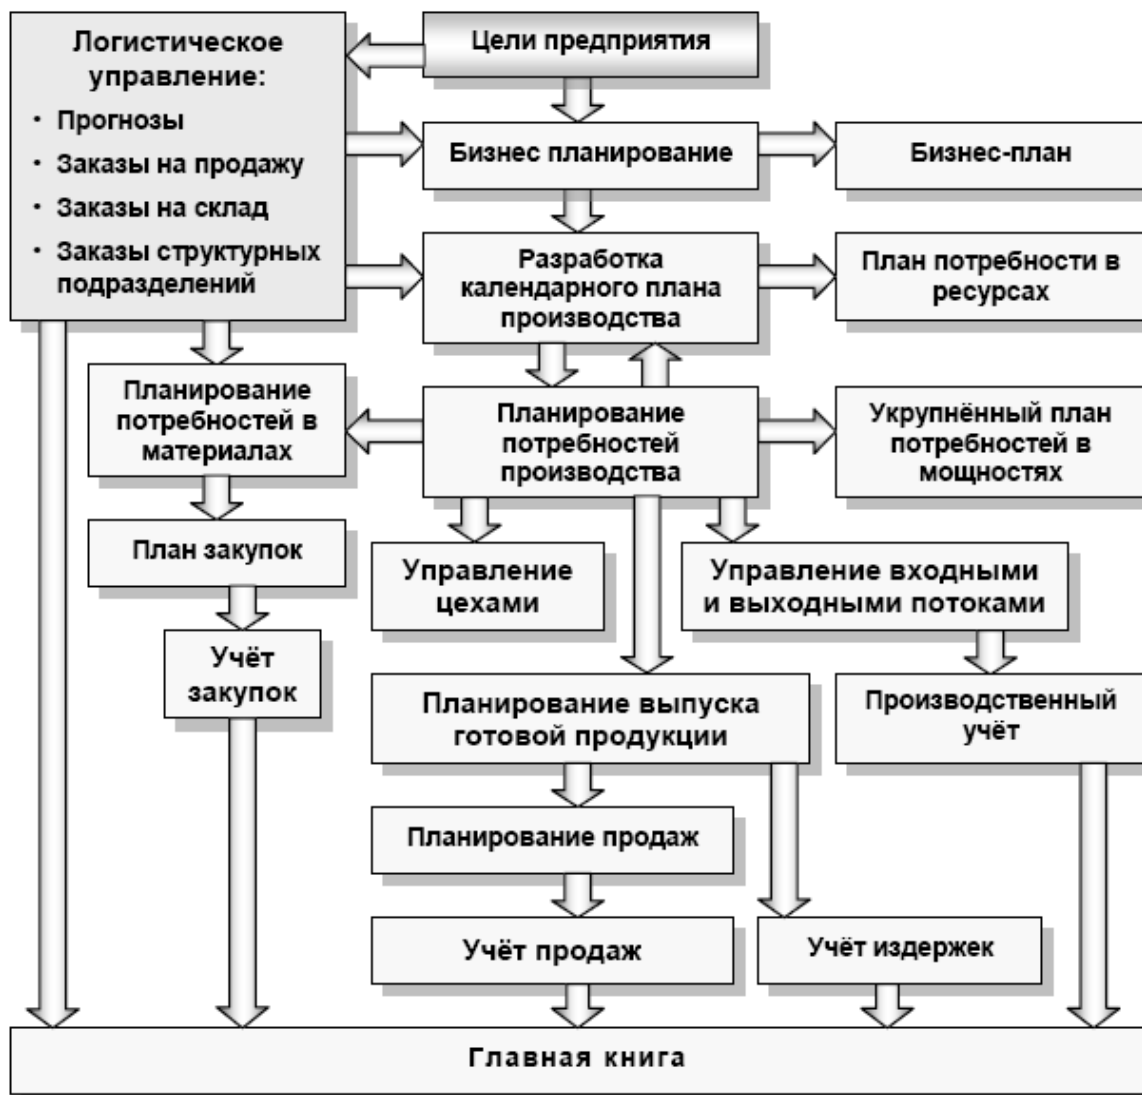 Логистическое
управление:
• Прогнозы
• Заказы на продажу
• Заказы на склад
• Заказы структурных
подразделений
Цели предприятия
Бизнес планирование
Бизнес-план
Разработка
календарного плана
производства
План потребности в
ресурсах
Планирование
потребностей в
материалах
Планирование
потребностей
производства
Укрупнённый план
потребностей в
мощностях
План закупок
Управление
цехами
Управление входными
и выходными потоками
Учёт
закупок
Планирование выпуска
готовой продукции
Производственный
учёт
Планирование продаж
Учёт продаж
Учёт издержек
Главная книга